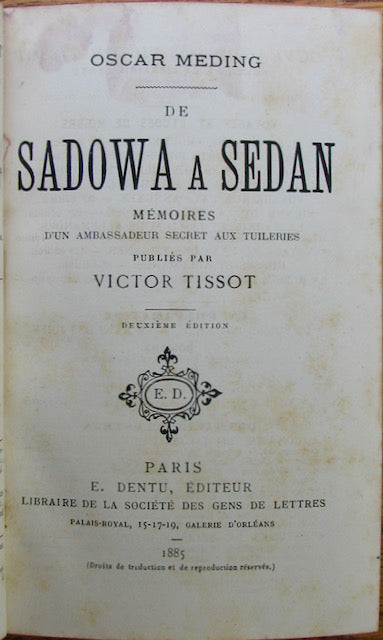 OSCAR MEDING
DE
SADOWA A SEDAN
MÉMOIRES
D'UN AMBASSADEUR SECRET AUX TUILERIES
PUBLIÉS PAR
VICTOR TISSOT
DEUXIÈME ÉDITION
E. D.
PARIS
E. DENTU, ÉDITEUR
LIBRAIRE DE LA SOCIÉTÉ DES GENS DE LETTRES
PALAIS-ROYAL, 15-17-19, GALERIE D'ORLÉANS
1885
(Droits de traduction et de reproduction réservés.)